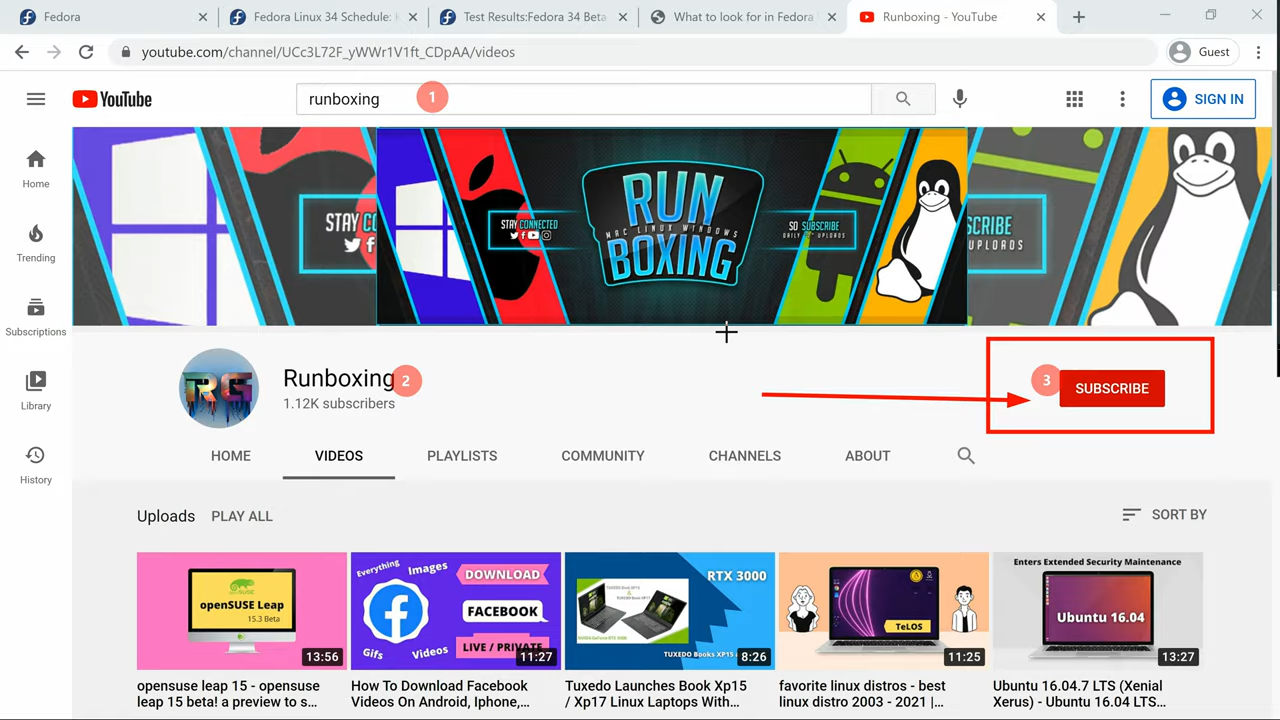 Fedora
Fedora Linux 34 Schedule:
Test Results:Fedora 34 Beta
What to look for in Fedora
Runboxing - YouTube
youtube.com/channel/UCc3L72F_yWWr1V1ft_CDpAA/videos
Guest
YouTube
runboxing
1
SIGN IN
Home
Trending
Subscriptions
Library
History
STAY
STAY CONNECTED
RUN
MAC LINUX WINDOWS
BOXING
SO SUBSCRIBE
DAILY UPLOADS
SCRIBE
UPLOADS
RG
Runboxing
2
1.12K subscribers
3
SUBSCRIBE
HOME
VIDEOS
PLAYLISTS
COMMUNITY
CHANNELS
ABOUT
Uploads
PLAY ALL
SORT BY
openSUSE Leap
15.3 Beta
13:56
Everything
Images
DOWNLOAD
FACEBOOK
LIVE / PRIVATE
Gifs
Videos
11:27
RTX 3000
TUXEDO Books XP15
8:26
TeLOS
11:25
Enters Extended Security Maintenance
Ubuntu 16.04
13:27
opensuse leap 15 - opensuse
leap 15 beta! a preview to s...
How To Download Facebook
Videos On Android, Iphone,...
Tuxedo Launches Book Xp15
/ Xp17 Linux Laptops With...
favorite linux distros - best
linux distro 2003 - 2021 |...
Ubuntu 16.04.7 LTS (Xenial
Xerus) - Ubuntu 16.04 LTS...